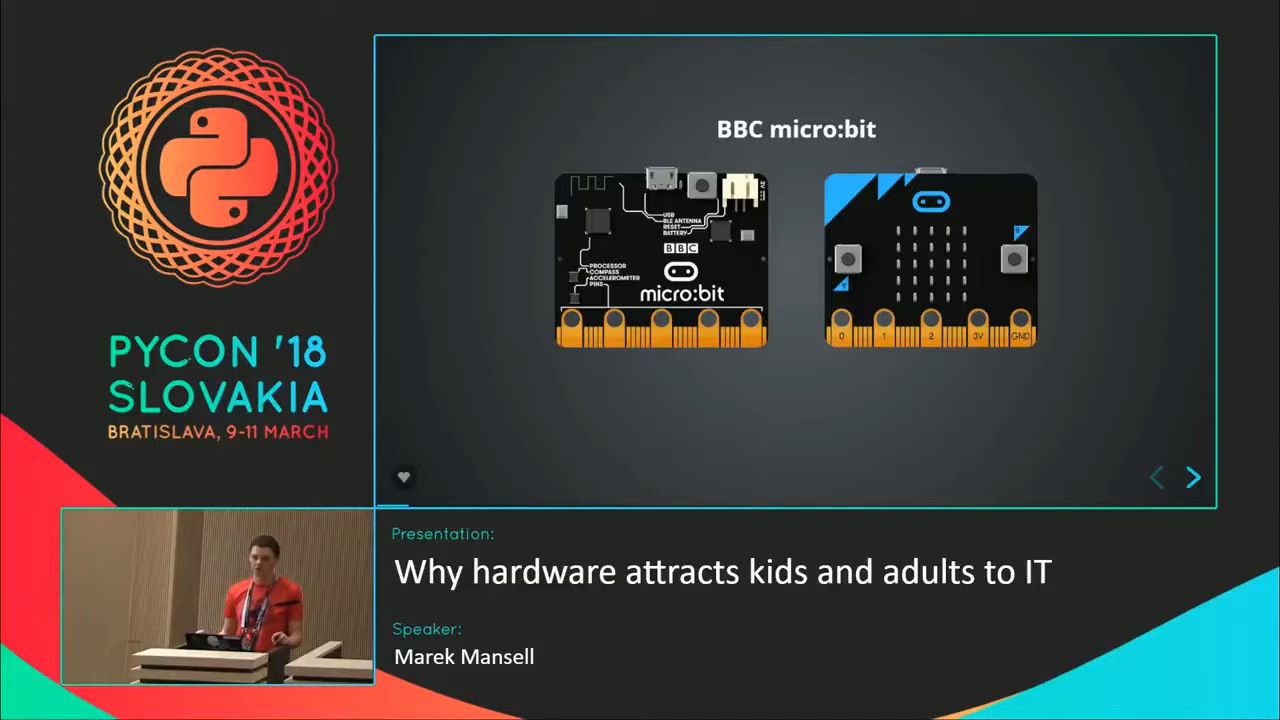 BBC micro:bit
USB
BLE ANTENNA
RESET
BATTERY
3V
BBC
PROCESSOR
COMPASS
ACCELEROMETER
PINS
micro:bit
B
A
0 1 2 3V GND
PYCON '18
SLOVAKIA
BRATISLAVA, 9-11 MARCH
Presentation:
Why hardware attracts kids and adults to IT
Speaker:
Marek Mansell